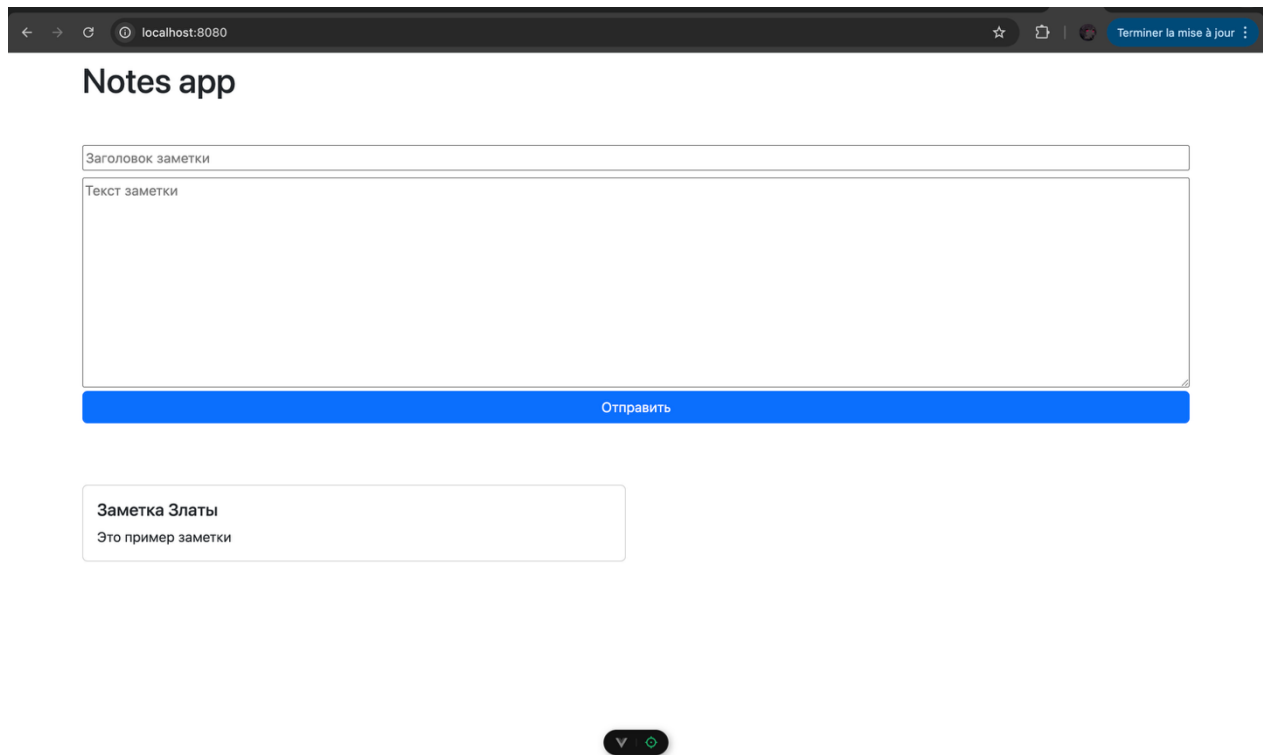 localhost:8080
Terminer la mise à jour
Notes app
Заголовок заметки
Текст заметки
Отправить
Заметка Златы
Это пример заметки